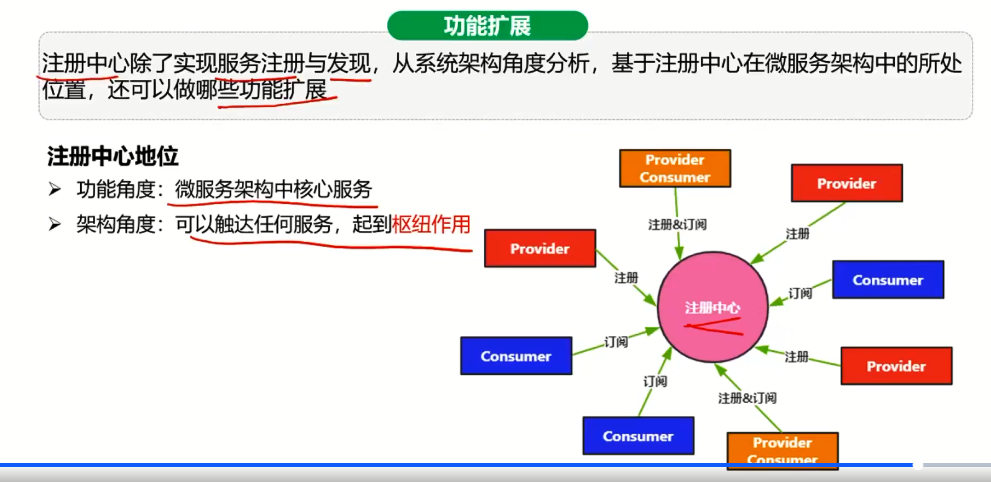 功能扩展
注册中心除了实现服务注册与发现，从系统架构角度分析，基于注册中心在微服务架构中的所处
位置，还可以做哪些功能扩展
注册中心地位
功能角度：微服务架构中核心服务
架构角度：可以触达任何服务，起到枢纽作用
Provider
Consumer
Provider
注册&订阅
注册
Provider
注册
Consumer
订阅
注册中心
订阅
Consumer
注册
Provider
订阅
注册&订阅
Consumer
Provider
Consumer